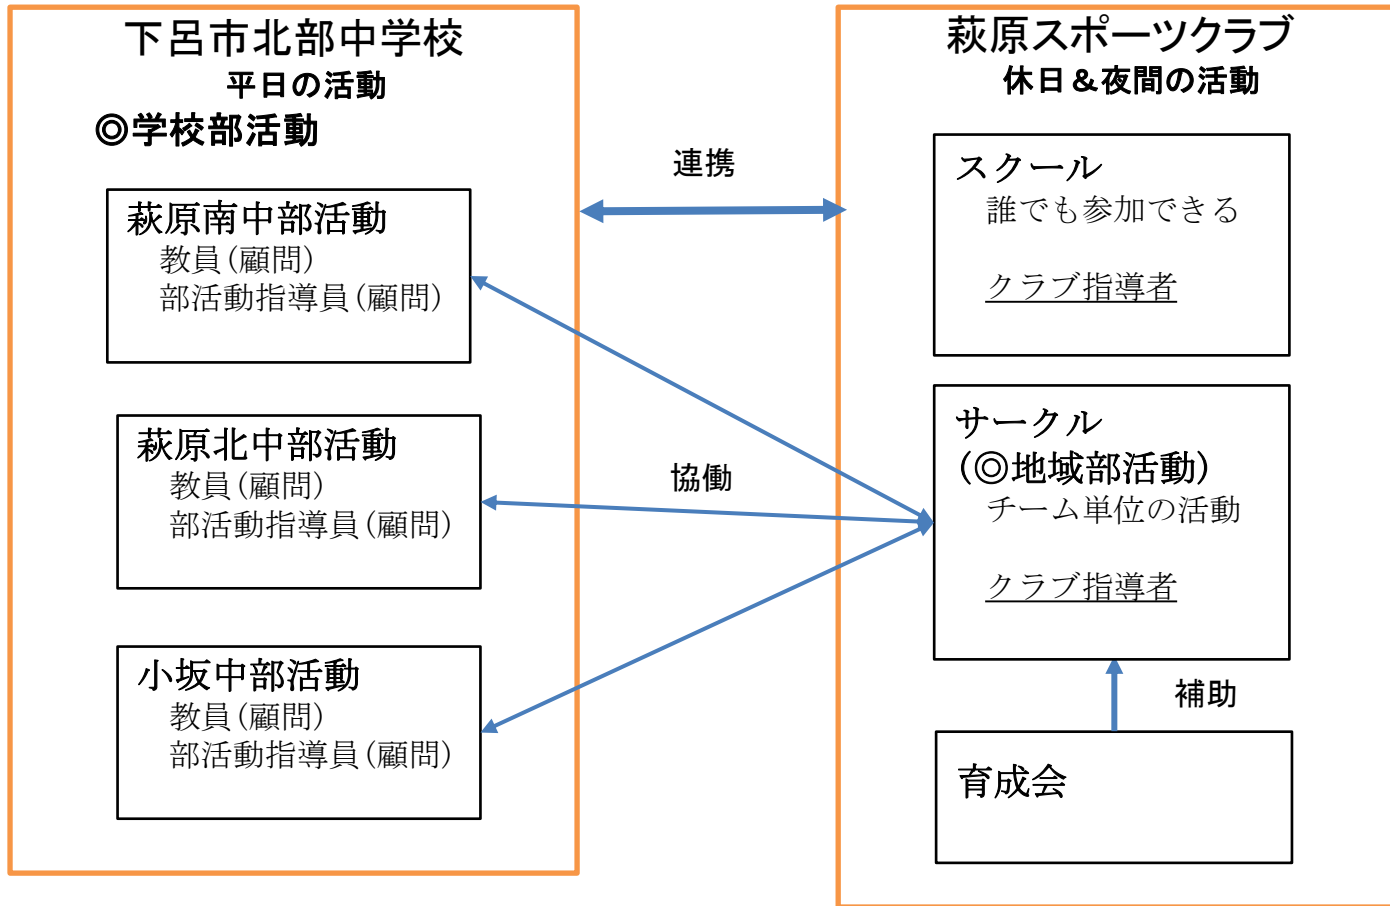 下呂市北部中学校
平日の活動
◎学校部活動
萩原南中部活動
教員(顧問)
部活動指導員(顧問)
萩原北中部活動
教員(顧問)
部活動指導員(顧問)
小坂中部活動
教員(顧問)
部活動指導員(顧問)
連携
協働
萩原スポーツクラブ
休日&夜間の活動
スクール
誰でも参加できる
クラブ指導者
サークル
(◎地域部活動)
チーム単位の活動
クラブ指導者
補助
育成会